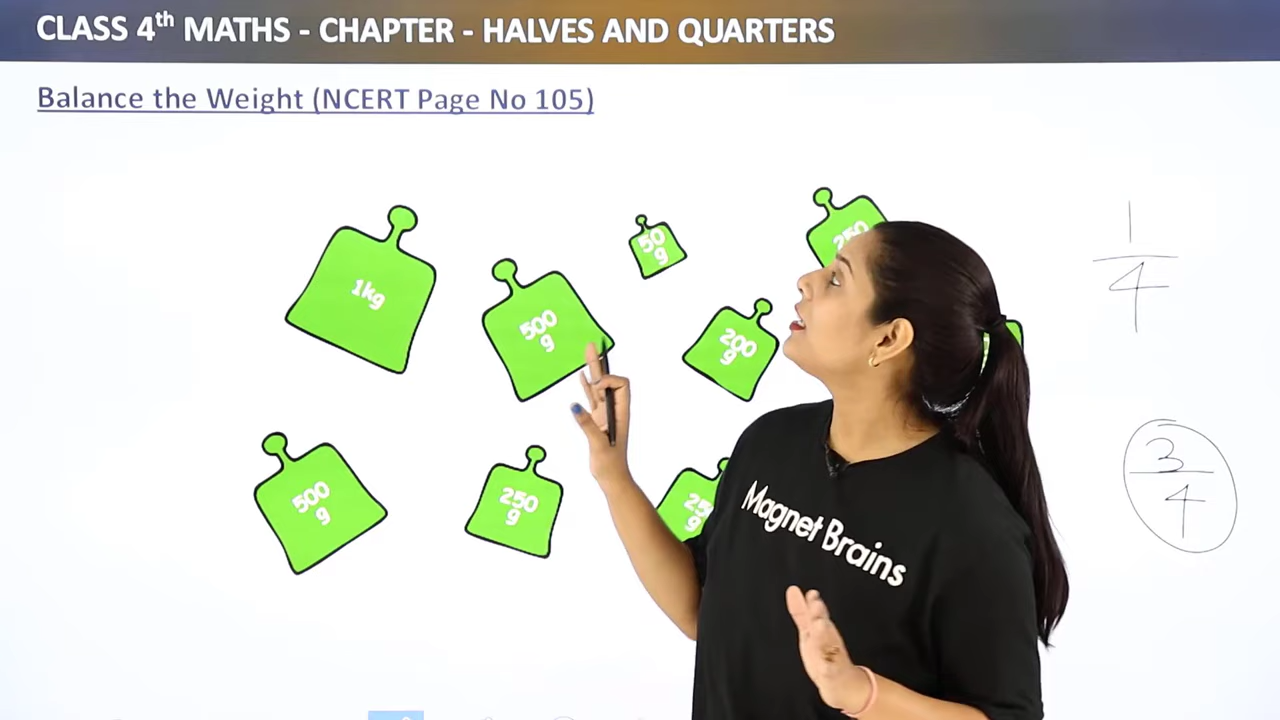 CLASS 4th MATHS - CHAPTER - HALVES AND QUARTERS
Balance the Weight (NCERT Page No 105)
1kg
500
g
50
g
250
200
g
500
g
250
g
g
Magnet Brains
1
4
3
4